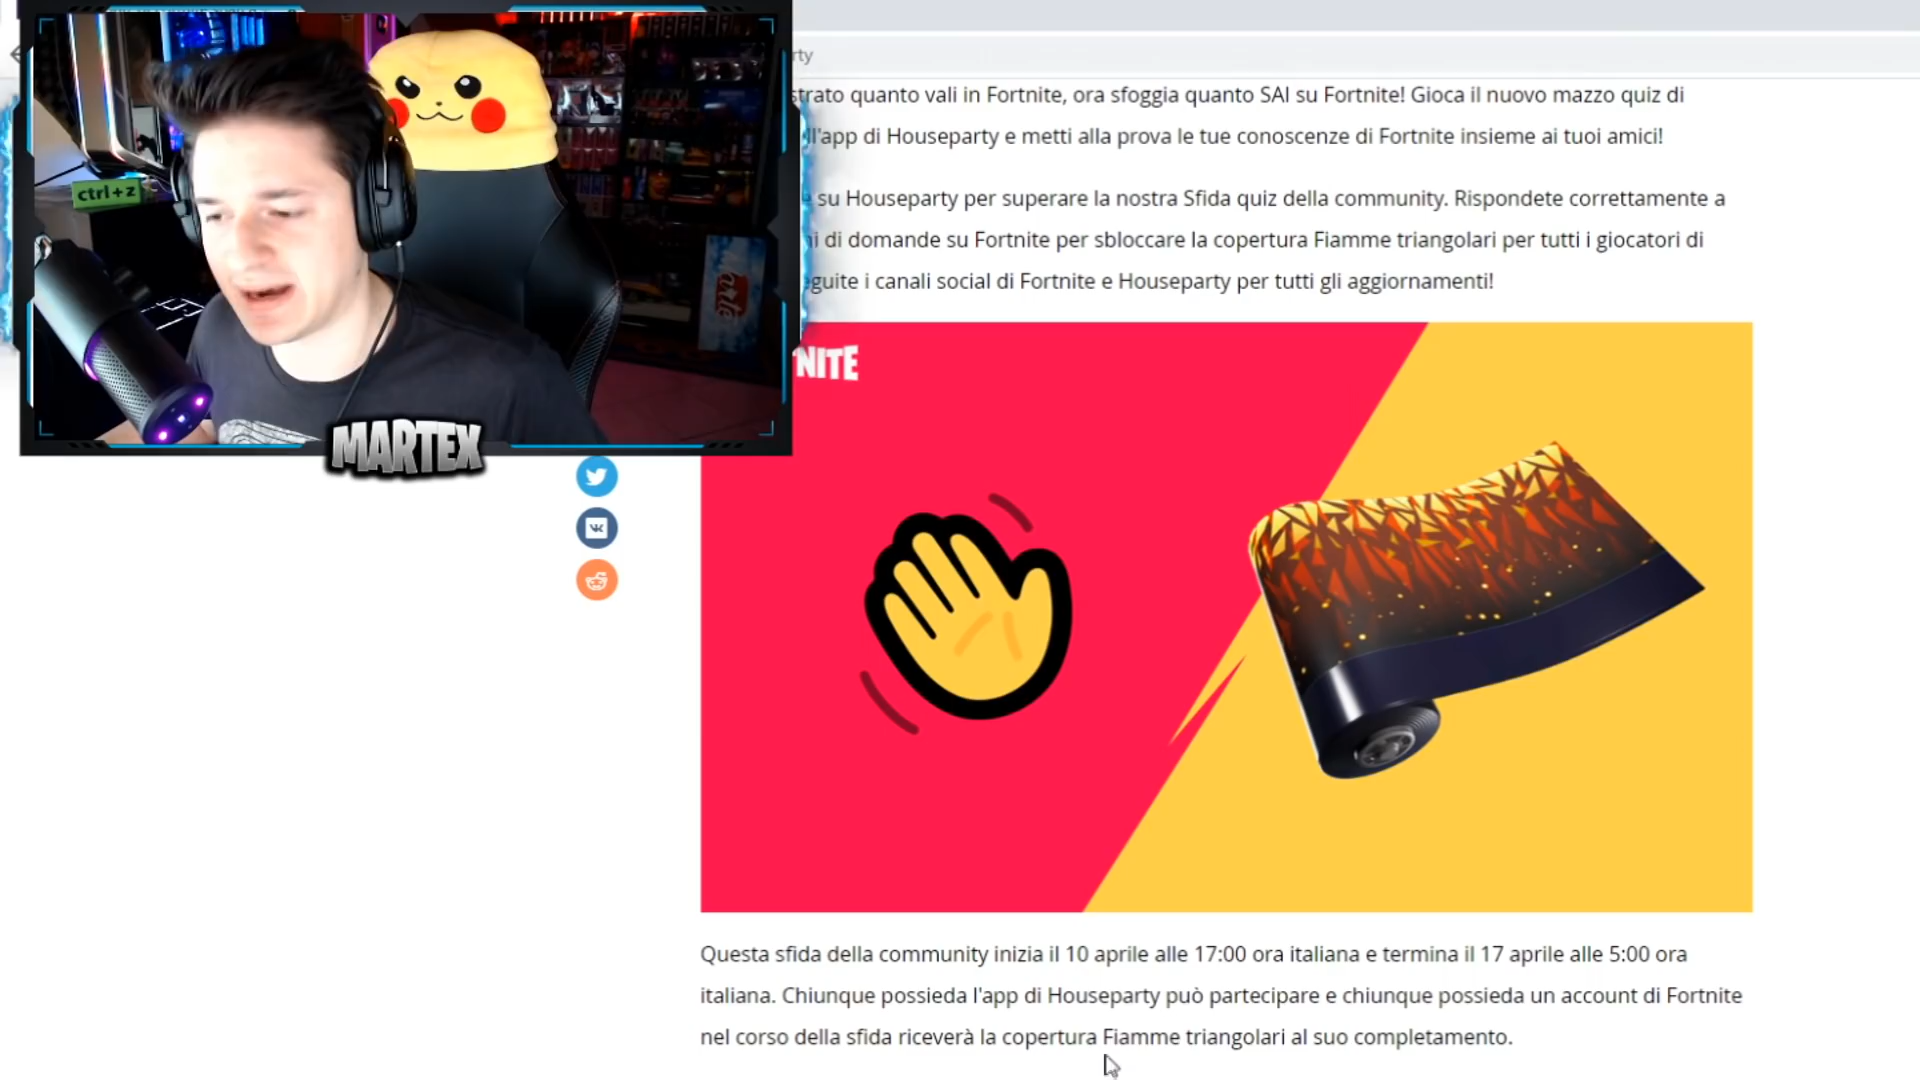 rty
strato quanto vali in Fortnite, ora sfoggia quanto SAI su Fortnite! Gioca il nuovo mazzo quiz di
ll'app di Houseparty e metti alla prova le tue conoscenze di Fortnite insieme ai tuoi amici!
ctrl+z
su Houseparty per superare la nostra Sfida quiz della community. Rispondete correttamente a
ni di domande su Fortnite per sbloccare la copertura Fiamme triangolari per tutti i giocatori di
eguite i canali social di Fortnite e Houseparty per tutti gli aggiornamenti!
NITE
MARTEX
Questa sfida della community inizia il 10 aprile alle 17:00 ora italiana e termina il 17 aprile alle 5:00 ora
italiana. Chiunque possieda l'app di Houseparty può partecipare e chiunque possieda un account di Fortnite
nel corso della sfida riceverà la copertura Fiamme triangolari al suo completamento.